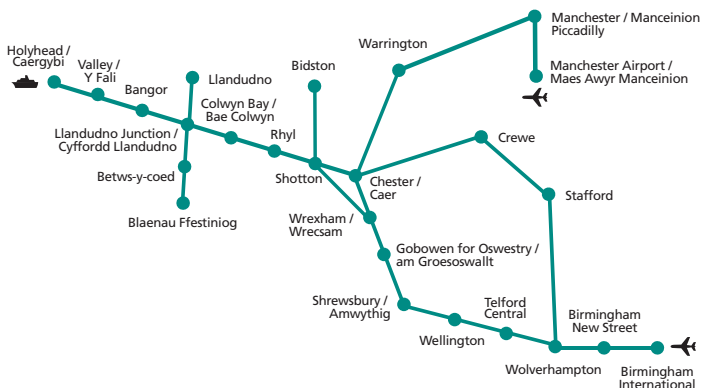 Holyhead /
Caergybi
Valley /
Y Fali
Bangor
Llandudno
Llandudno Junction /
Cyffordd Llandudno
Betws-y-coed
Blaenau Ffestiniog
Colwyn Bay /
Bae Colwyn
Rhyl
Bidston
Shotton
Chester /
Caer
Warrington
Manchester / Manceinion
Piccadilly
Manchester Airport /
Maes Awyr Manceinion
Crewe
Stafford
Wrexham /
Wrecsam
Gobowen for Oswestry /
am Groesoswallt
Shrewsbury /
Amwythig
Wellington
Telford
Central
Wolverhampton
Birmingham
New Street
Birmingham
International